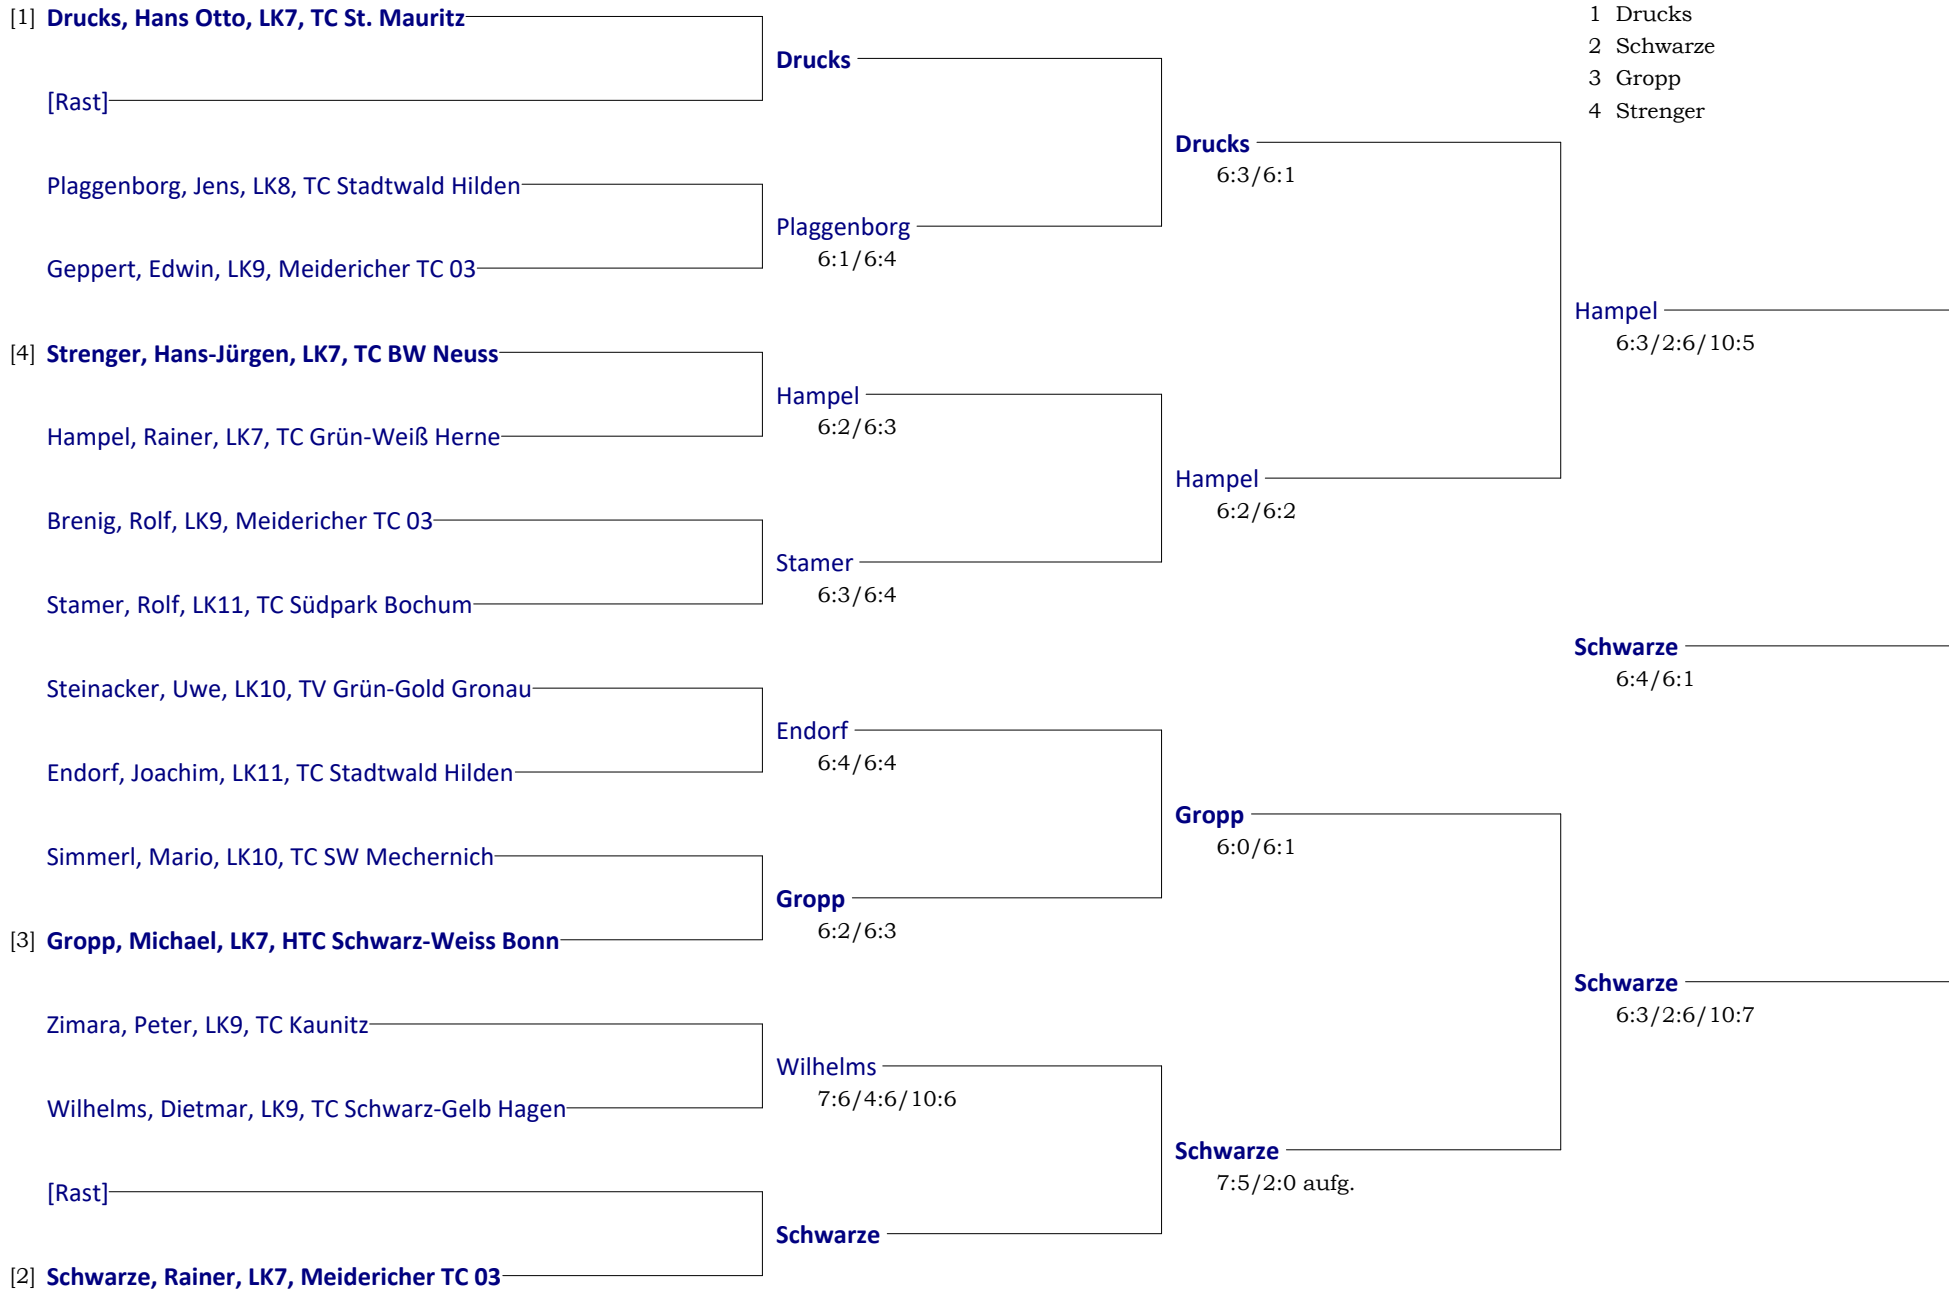 [1] Drucks, Hans Otto, LK7, TC St. Mauritz
[Rast]
Plaggenborg, Jens, LK8, TC Stadtwald Hilden
Geppert, Edwin, LK9, Meidericher TC 03
[4] Strenger, Hans-Jürgen, LK7, TC BW Neuss
Hampel, Rainer, LK7, TC Grün-Weiß Herne
Brenig, Rolf, LK9, Meidericher TC 03
Stamer, Rolf, LK11, TC Südpark Bochum
Steinacker, Uwe, LK10, TV Grün-Gold Gronau
Endorf, Joachim, LK11, TC Stadtwald Hilden
Simmerl, Mario, LK10, TC SW Mechernich
[3] Gropp, Michael, LK7, HTC Schwarz-Weiss Bonn
Zimara, Peter, LK9, TC Kaunitz
Wilhelms, Dietmar, LK9, TC Schwarz-Gelb Hagen
[Rast]
[2] Schwarze, Rainer, LK7, Meidericher TC 03
Drucks
Plaggenborg
6:1/6:4
Hampel
6:2/6:3
Stamer
6:3/6:4
Endorf
6:4/6:4
Gropp
6:2/6:3
Wilhelms
7:6/4:6/10:6
Schwarze
Drucks
6:3/6:1
Hampel
6:2/6:2
Gropp
6:0/6:1
Schwarze
7:5/2:0 aufg.
1 Drucks
2 Schwarze
3 Gropp
4 Strenger
Hampel
6:3/2:6/10:5
Schwarze
6:4/6:1
Schwarze
6:3/2:6/10:7